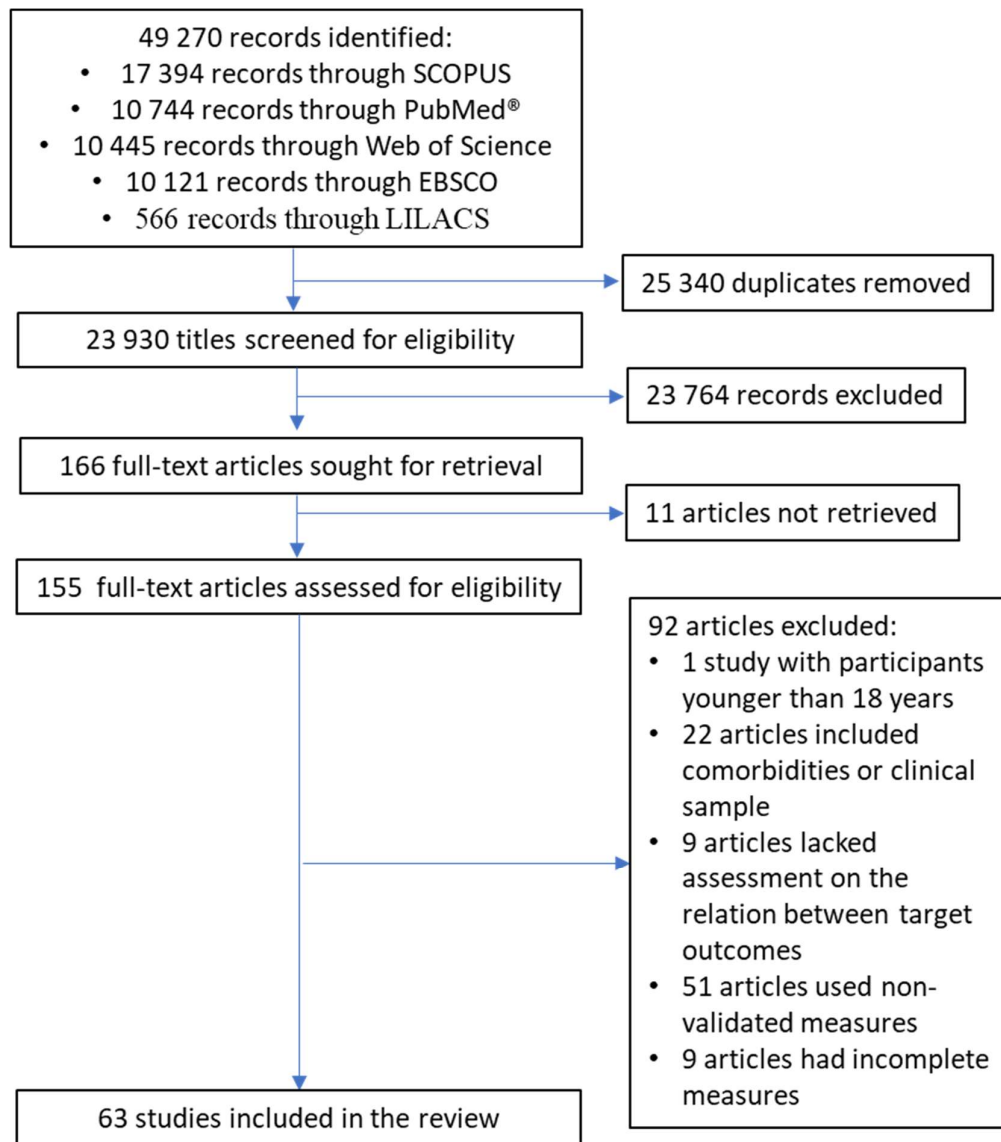 49 270 records identified:
• 17 394 records through SCOPUS
• 10 744 records through PubMed®
• 10 445 records through Web of Science
• 10 121 records through EBSCO
• 566 records through LILACS
25 340 duplicates removed
23 930 titles screened for eligibility
23 764 records excluded
166 full-text articles sought for retrieval
11 articles not retrieved
155 full-text articles assessed for eligibility
92 articles excluded:
• 1 study with participants
younger than 18 years
• 22 articles included
comorbidities or clinical
sample
• 9 articles lacked
assessment on the
relation between target
outcomes
• 51 articles used non-
validated measures
• 9 articles had incomplete
measures
63 studies included in the review